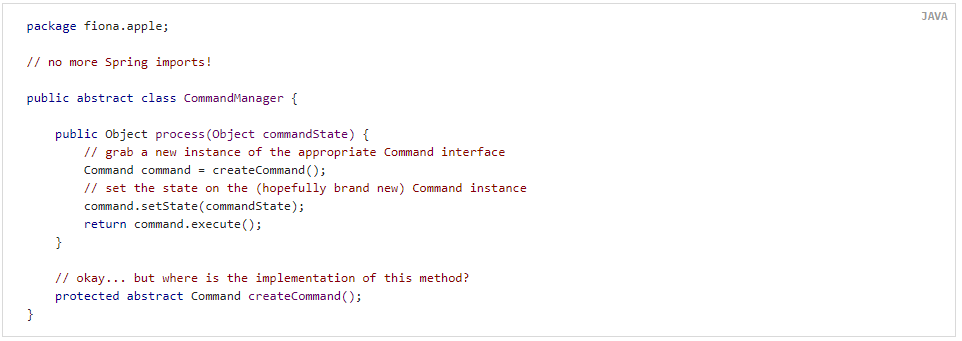 JAVA
package fiona.apple;
// no more Spring imports!
public abstract class CommandManager {
    public Object process(Object commandState) {
        // grab a new instance of the appropriate Command interface
        Command command = createCommand();
        // set the state on the (hopefully brand new) Command instance
        command.setState(commandState);
        return command.execute();
    }
    // okay... but where is the implementation of this method?
    protected abstract Command createCommand();
}